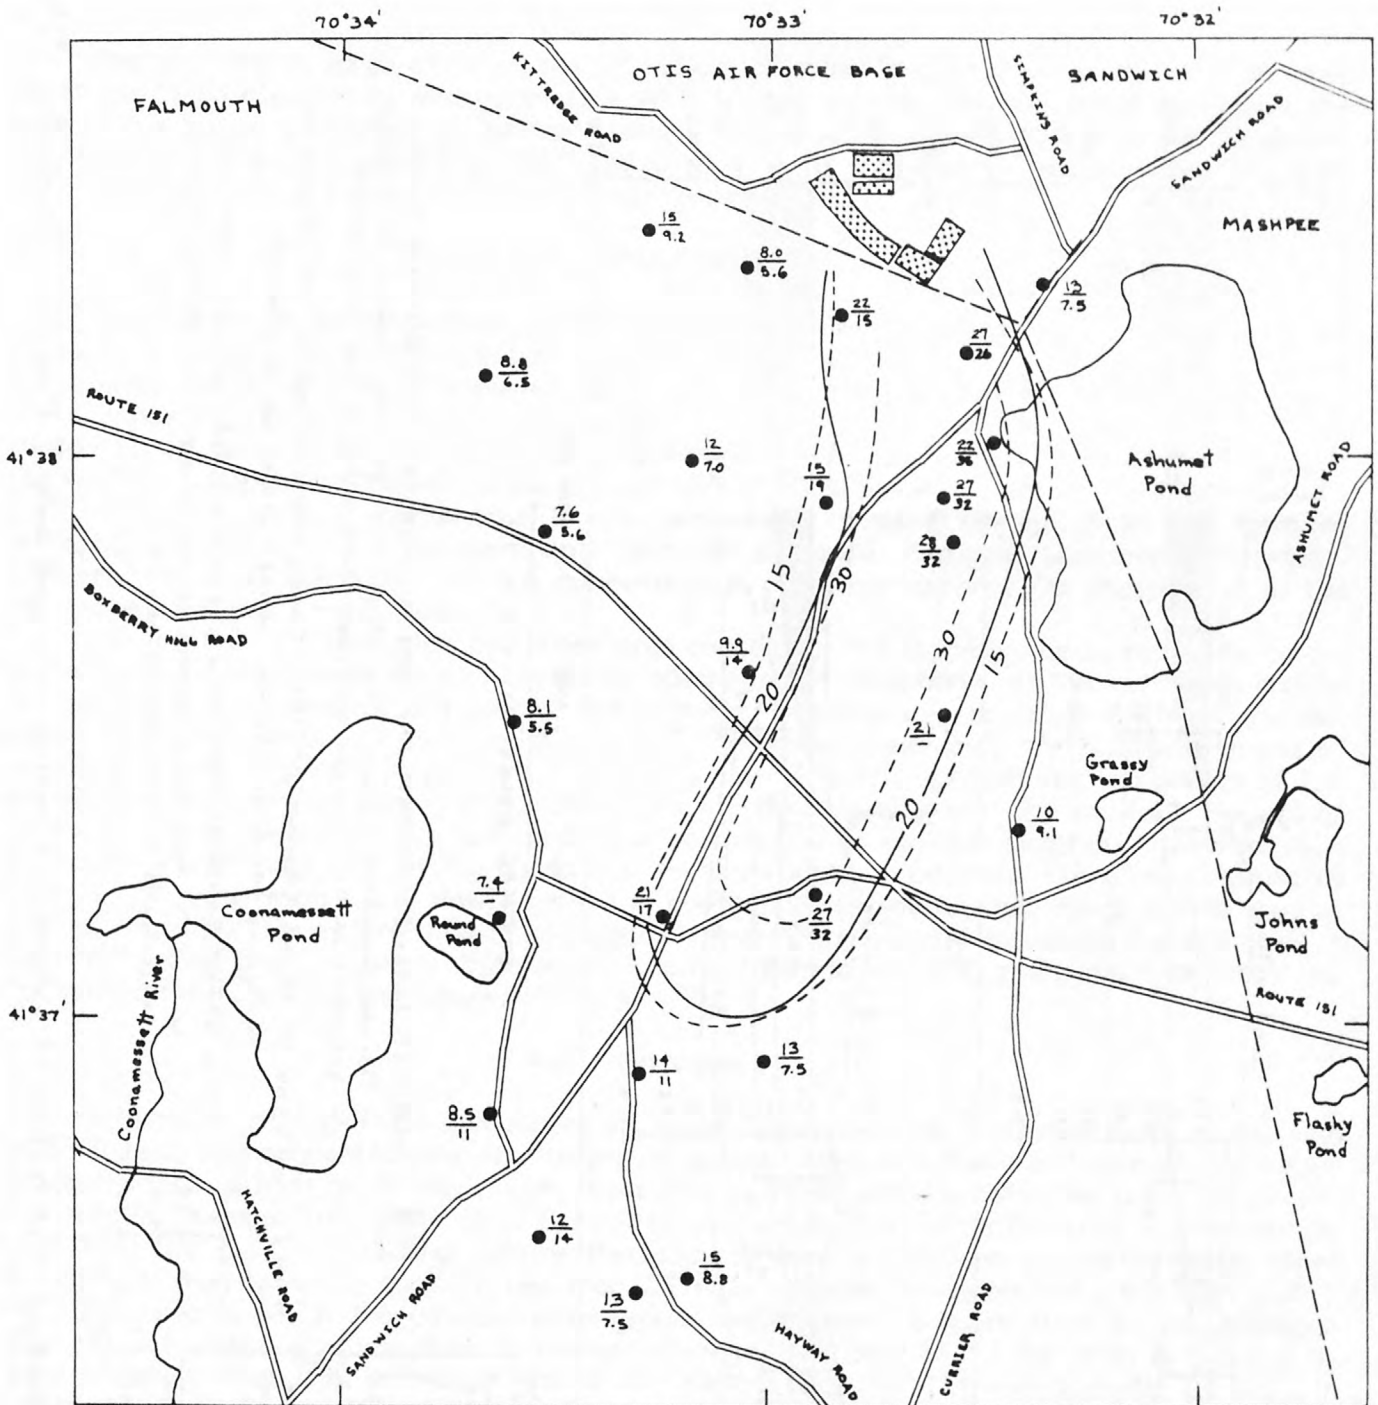 70°34' 70°33' 70°32'
OTIS AIR FORCE BASE
SANDWICH
FALMOUTH
KITTREDGE ROAD
SIMPKINS ROAD
SANDWICH ROAD
MASHPEE
15
9.2
8.0
5.6
13
7.5
22
15
27
26
8.8
6.5
ROUTE 151
41°38'
12
7.0
15
19
22
36
27
32
Ashumet
Pond
ASHUMET ROAD
7.6
5.6
28
32
15
30
BOXBERRY HILL ROAD
9.9
14
30
15
20
8.1
5.5
21
—
Grassy
Pond
20
10
9.1
7.4
—
21
17
27
32
Coonamessett
Pond
Round
Pond
Johns
Pond
Coonamessett River
ROUTE 151
41°37'
14
11
13
7.5
8.5
11
Flashy
Pond
HATCHVILLE ROAD
12
14
15
8.8
13
7.5
SANDWICH ROAD
HAYWAY ROAD
CURRIER ROAD